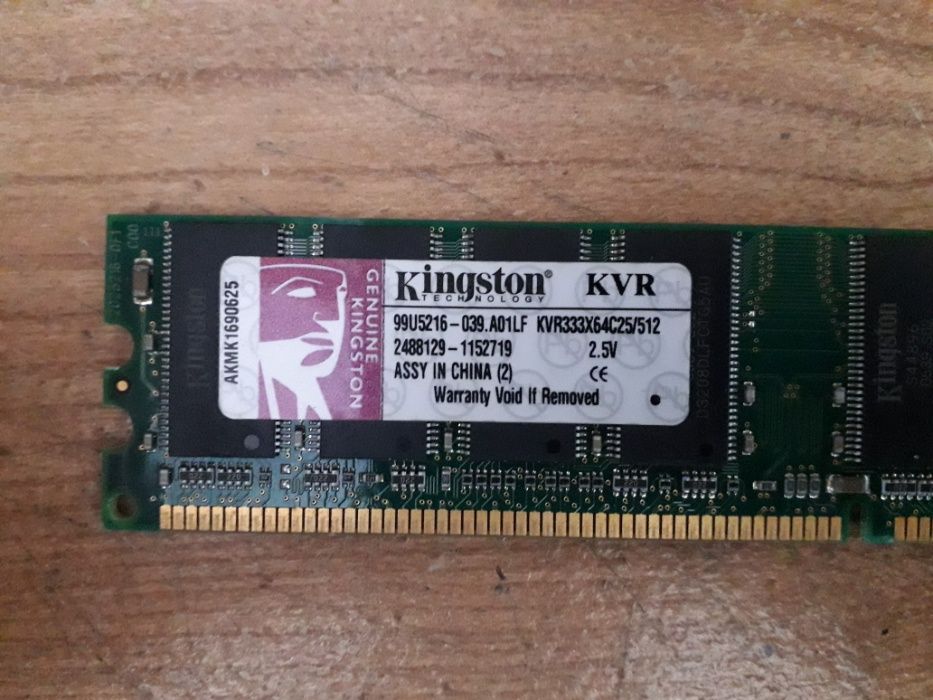 AKMK1690625
GENUINE
KINGSTON
Kingston®
TECHNOLOGY
KVR
99U5216-039.A01LF KVR333X64C25/512
2488129-1152719 2.5V
ASSY IN CHINA (2) CE
Warranty Void If Removed
Kingston
Kingston